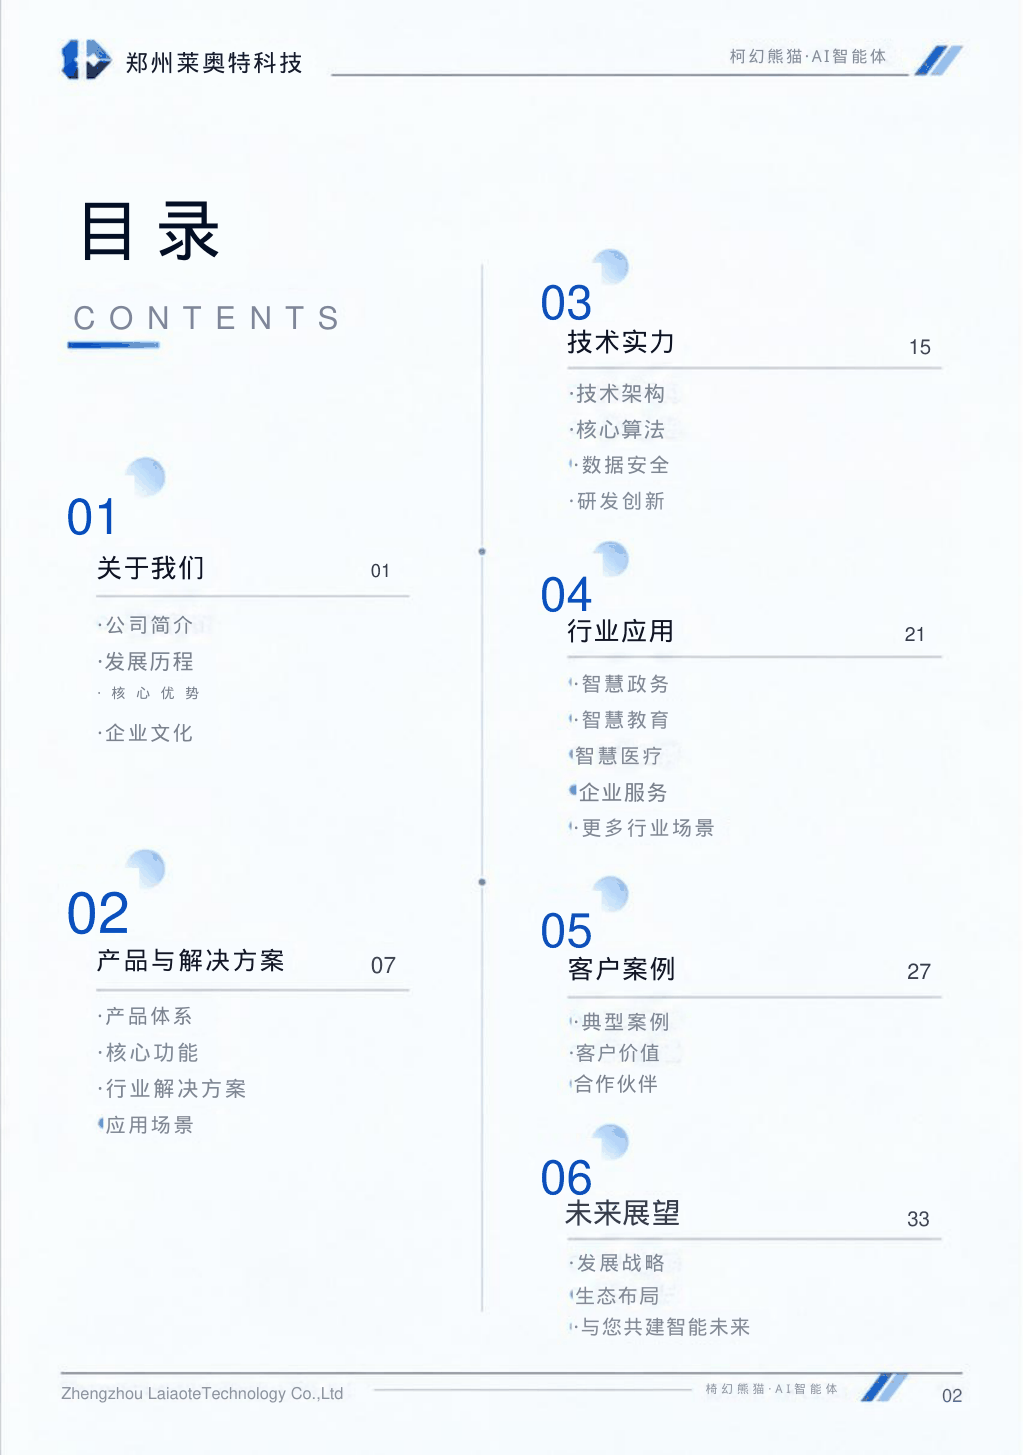 郑州莱奥特科技
柯幻熊猫·AI智能体
目录
CONTENTS
01
关于我们 01
·公司简介
·发展历程
·核心优势
·企业文化
02
产品与解决方案 07
·产品体系
·核心功能
·行业解决方案
·应用场景
03
技术实力 15
·技术架构
·核心算法
·数据安全
·研发创新
04
行业应用 21
·智慧政务
·智慧教育
智慧医疗
企业服务
·更多行业场景
05
客户案例 27
·典型案例
·客户价值
合作伙伴
06
未来展望 33
·发展战略
生态布局
·与您共建智能未来
Zhengzhou LaiaoteTechnology Co.,Ltd
椅幻熊猫·AI智能体
02